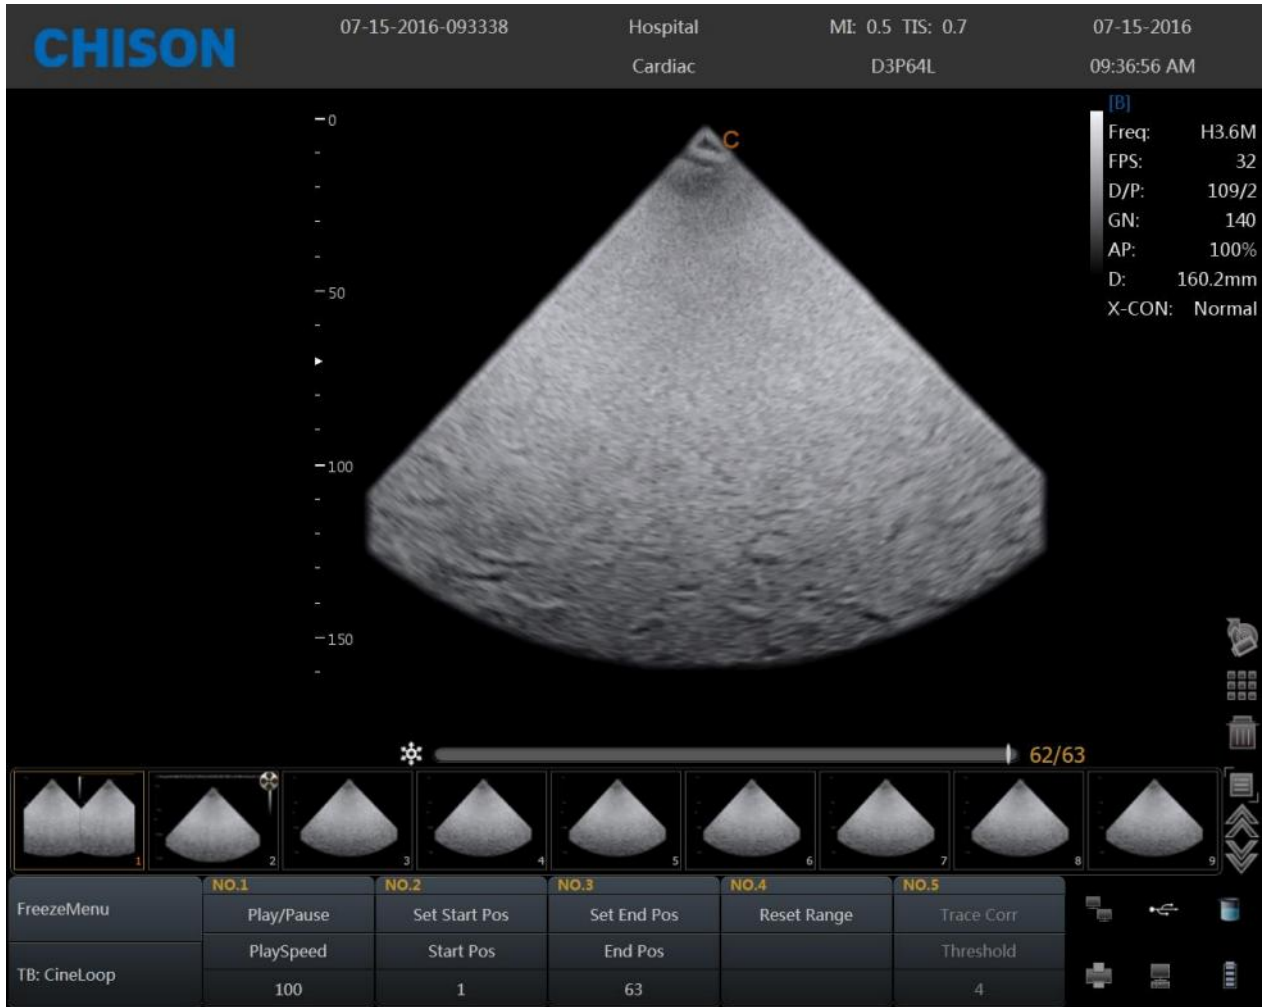 CHISON
07-15-2016-093338 Hospital MI: 0.5 TIS: 0.7 07-15-2016
Cardiac D3P64L 09:36:56 AM
[B]
Freq: H3.6M
FPS: 32
D/P: 109/2
GN: 140
AP: 100%
D: 160.2mm
X-CON: Normal
0
C
50
100
150
62/63
1 2 3 4 5 6 7 8 9
NO.1 NO.2 NO.3 NO.4 NO.5
FreezeMenu Play/Pause Set Start Pos Set End Pos Reset Range Trace Corr
PlaySpeed Start Pos End Pos Threshold
TB: CineLoop 100 1 63 4